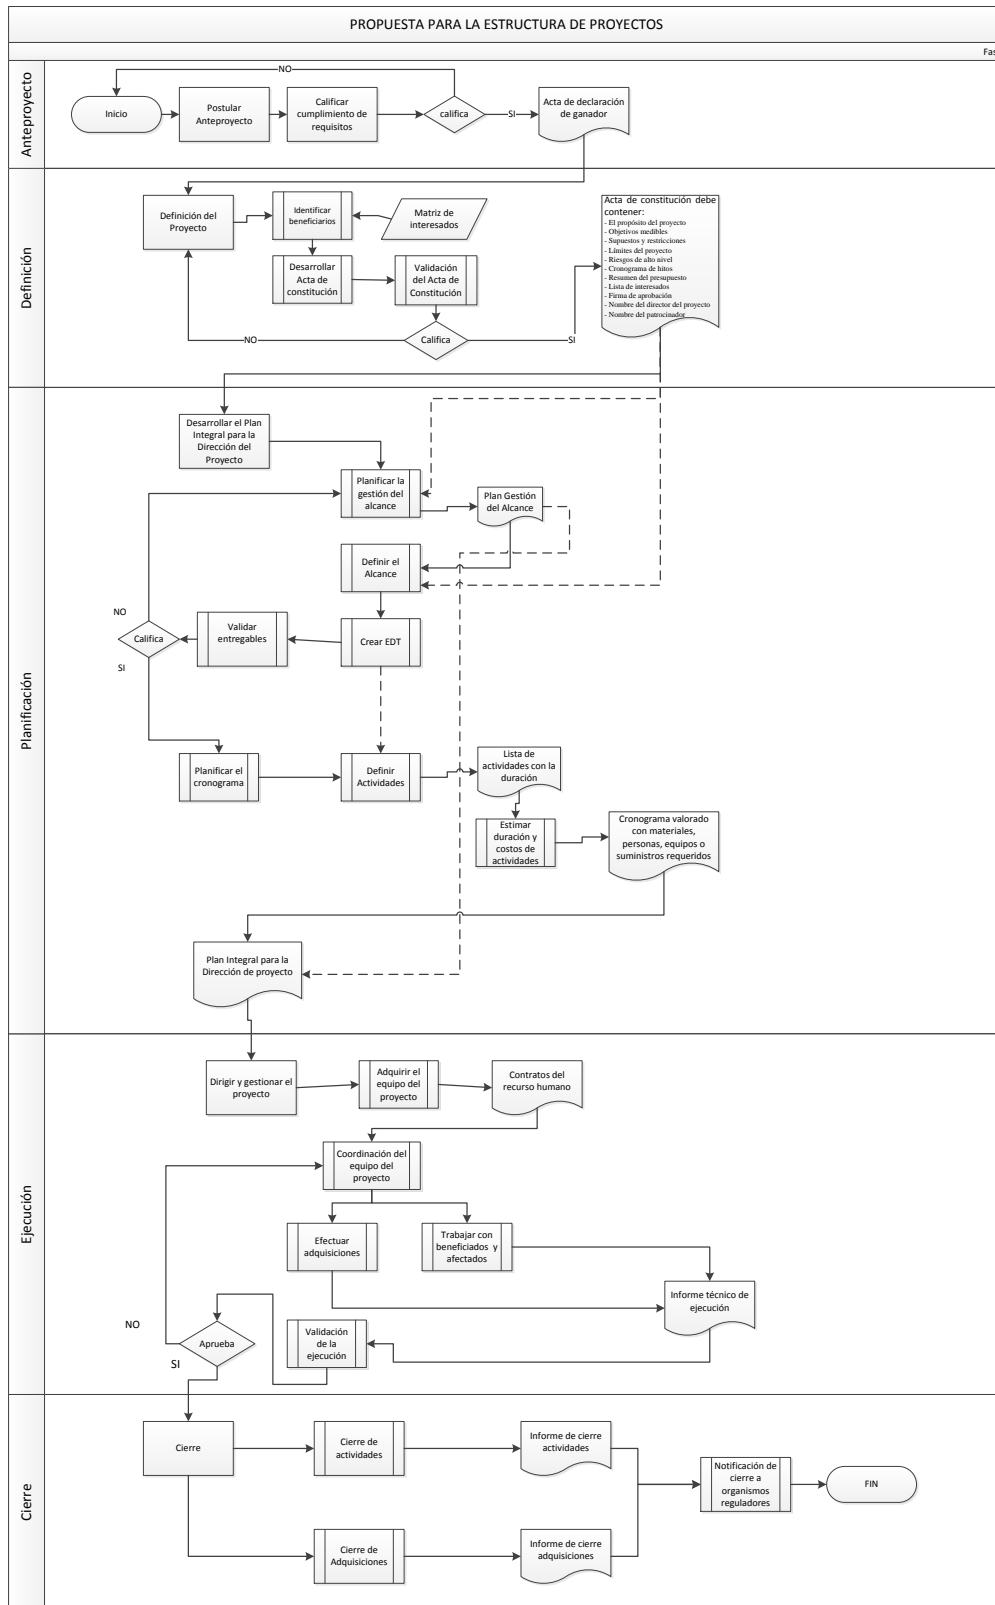 PROPUESTA PARA LA ESTRUCTURA DE PROYECTOS
Fas
Anteproyecto
NO
Inicio
Postular
Anteproyecto
Calificar
cumplimiento de
requisitos
califica
SI
Acta de declaración
de ganador
Definición
Definición del
Proyecto
Identificar
beneficiarios
Matriz de
interesados
Desarrollar
Acta de
constitución
Validación
del Acta de
Constitución
Califica
NO
SI
Acta de constitución debe
contener:
- El propósito del proyecto
- Objetivos medibles
- Supuestos y restricciones
- Límites del proyecto
- Riesgos de alto nivel
- Cronograma de hitos
- Resumen del presupuesto
- Lista de interesados
- Firma de aprobación
- Nombre del director del proyecto
- Nombre del patrocinador
Planificación
Desarrollar el Plan
Integral para la
Dirección del
Proyecto
Planificar la
gestión del
alcance
Plan Gestión
del Alcance
Definir el
Alcance
NO
Califica
SI
Validar
entregables
Crear EDT
Planificar el
cronograma
Definir
Actividades
Lista de
actividades con la
duración
Estimar
duración y
costos de
actividades
Cronograma valorado
con materiales,
personas, equipos o
suministros requeridos
Plan Integral para la
Dirección de proyecto
Ejecución
Dirigir y gestionar el
proyecto
Adquirir el
equipo del
proyecto
Contratos del
recurso humano
Coordinación del
equipo del
proyecto
Efectuar
adquisiciones
Trabajar con
beneficiados y
afectados
Informe técnico de
ejecución
NO
Aprueba
SI
Validación
de la
ejecución
Cierre
Cierre
Cierre de
actividades
Informe de cierre
actividades
Notificación de
cierre a
organismos
reguladores
FIN
Cierre de
Adquisiciones
Informe de cierre
adquisiciones